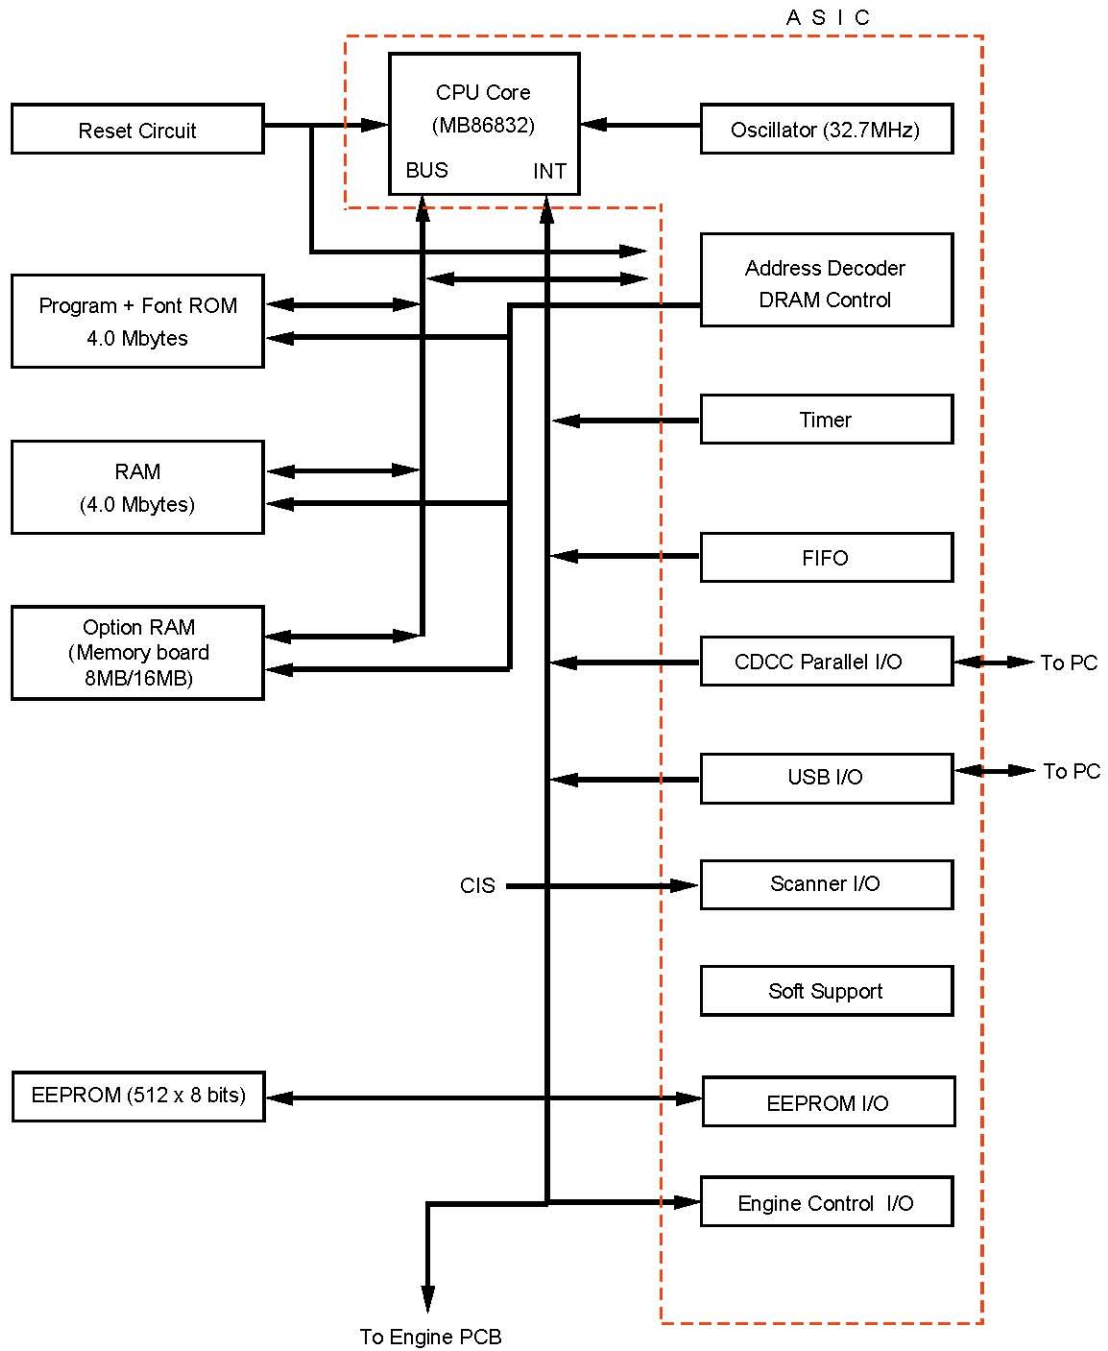 A S I C
CPU Core
(MB86832)
BUS INT
Reset Circuit
Oscillator (32.7MHz)
Address Decoder
DRAM Control
Program + Font ROM
4.0 Mbytes
Timer
RAM
(4.0 Mbytes)
FIFO
Option RAM
(Memory board
8MB/16MB)
CDCC Parallel I/O
To PC
USB I/O
To PC
CIS
Scanner I/O
Soft Support
EEPROM (512 x 8 bits)
EEPROM I/O
Engine Control I/O
To Engine PCB